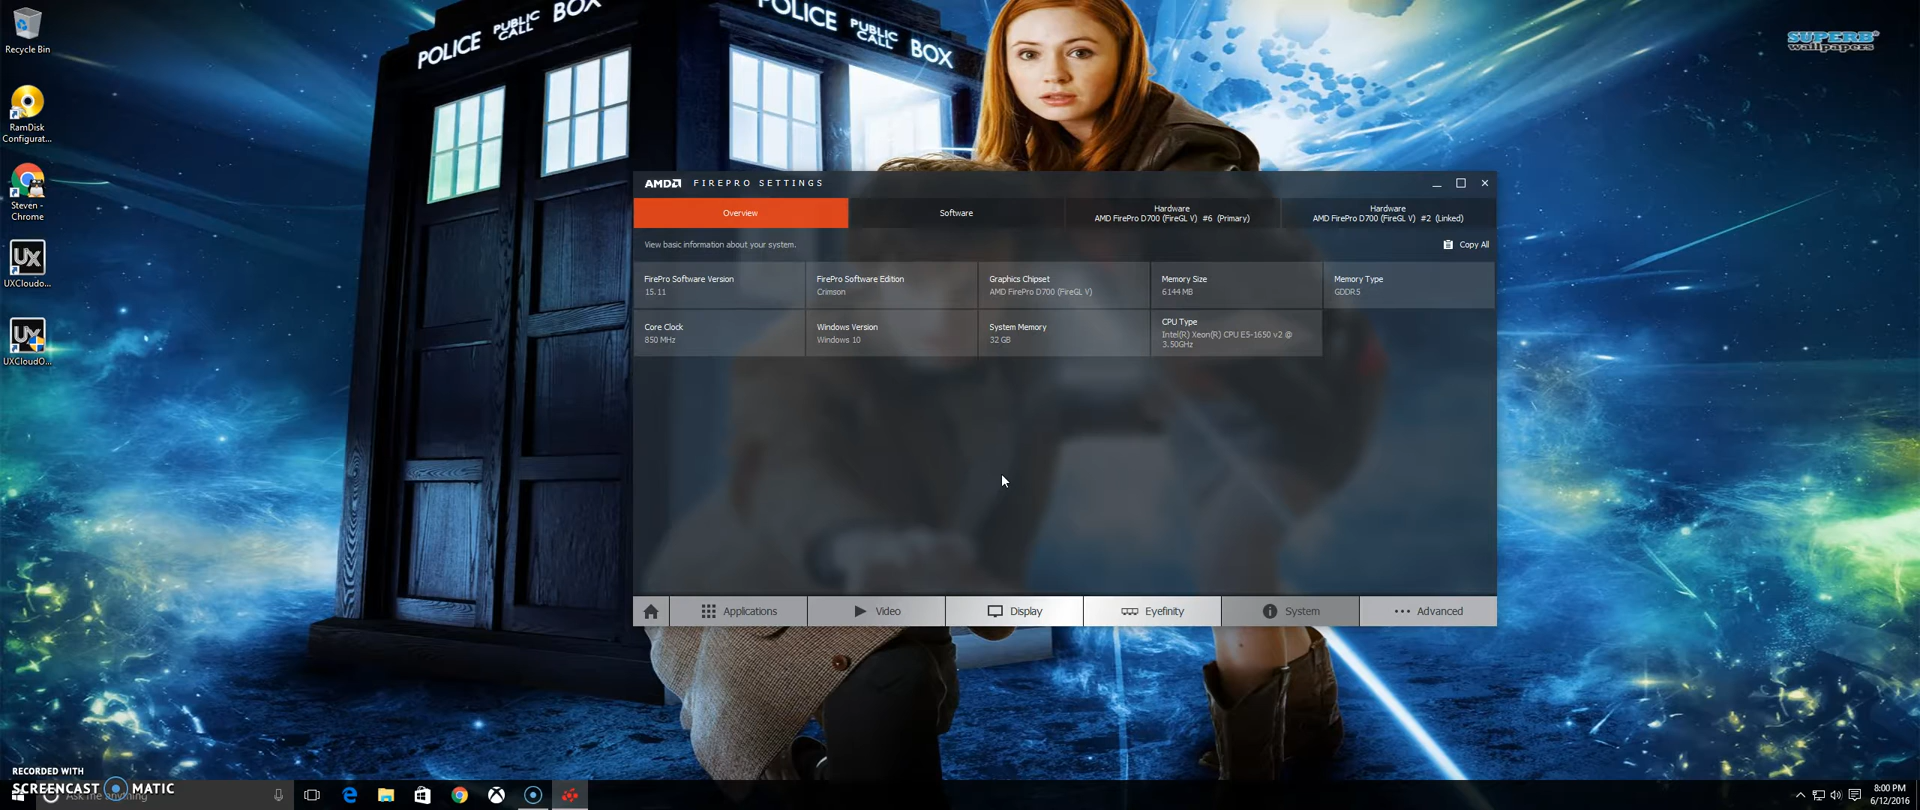 POLICE PUBLIC CALL BOX
POLICE PUBLIC CALL BOX
SUPERB
wallpapers
Recycle Bin
RamDisk
Configurat...
Steven -
Chrome
UX
UXCloudo...
UX
UXCloudO...
AMD FIREPRO SETTINGS
Overview
Software
Hardware
AMD FirePro D700 (FireGL V) #6 (Primary)
Hardware
AMD FirePro D700 (FireGL V) #2 (Linked)
View basic information about your system.
Copy All
FirePro Software Version
15.11
FirePro Software Edition
Crimson
Graphics Chipset
AMD FirePro D700 (FireGL V)
Memory Size
6144 MB
Memory Type
GDDR5
Core Clock
850 MHz
Windows Version
Windows 10
System Memory
32 GB
CPU Type
Intel(R) Xeon(R) CPU E5-1650 v2 @
3.50GHz
Applications
Video
Display
Eyefinity
System
Advanced
RECORDED WITH
SCREENCAST MATIC
Ask me anything
8:00 PM
6/12/2016